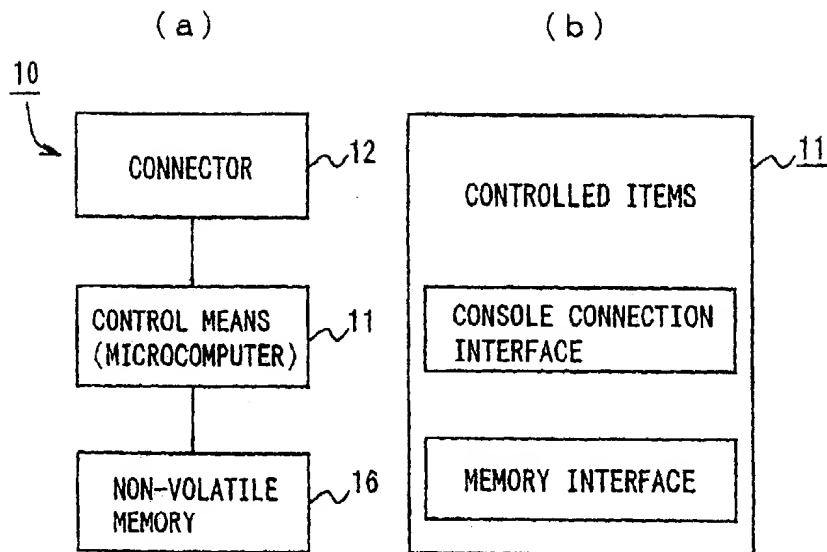 (a)
(b)
10
CONNECTOR
12
CONTROL MEANS
(MICROCOMPUTER)
11
NON-VOLATILE
MEMORY
16
11
CONTROLLED ITEMS
CONSOLE CONNECTION
INTERFACE
MEMORY INTERFACE